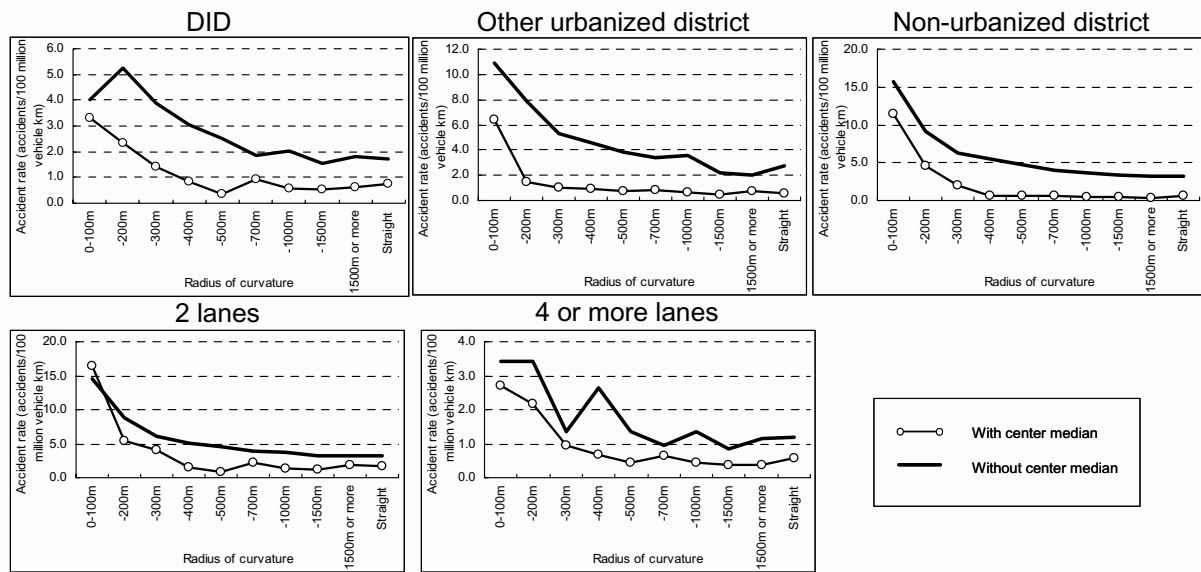 DID
Accident rate (accidents/100 million
vehicle km)
6.0
5.0
4.0
3.0
2.0
1.0
0.0
0-100m
-200m
-300m
-400m
-500m
-700m
-1000m
-1500m
1500m or more
Straight
Radius of curvature
Other urbanized district
Accident rate (accidents/100 million
vehicle km)
12.0
10.0
8.0
6.0
4.0
2.0
0.0
0-100m
-200m
-300m
-400m
-500m
-700m
-1000m
-1500m
1500m or more
Straight
Radius of curvature
Non-urbanized district
Accident rate (accidents/100 million
vehicle km)
20.0
15.0
10.0
5.0
0.0
0-100m
-200m
-300m
-400m
-500m
-700m
-1000m
-1500m
1500m or more
Straight
Radius of curvature
2 lanes
Accident rate (accidents/100
million vehicle km)
20.0
15.0
10.0
5.0
0.0
0-100m
-200m
-300m
-400m
-500m
-700m
-1000m
-1500m
1500m or more
Straight
Radius of curvature
4 or more lanes
Accident rate (accidents/100
million vehicle km)
4.0
3.0
2.0
1.0
0.0
0-100m
-200m
-300m
-400m
-500m
-700m
-1000m
-1500m
1500m or more
Straight
Radius of curvature
With center median
Without center median